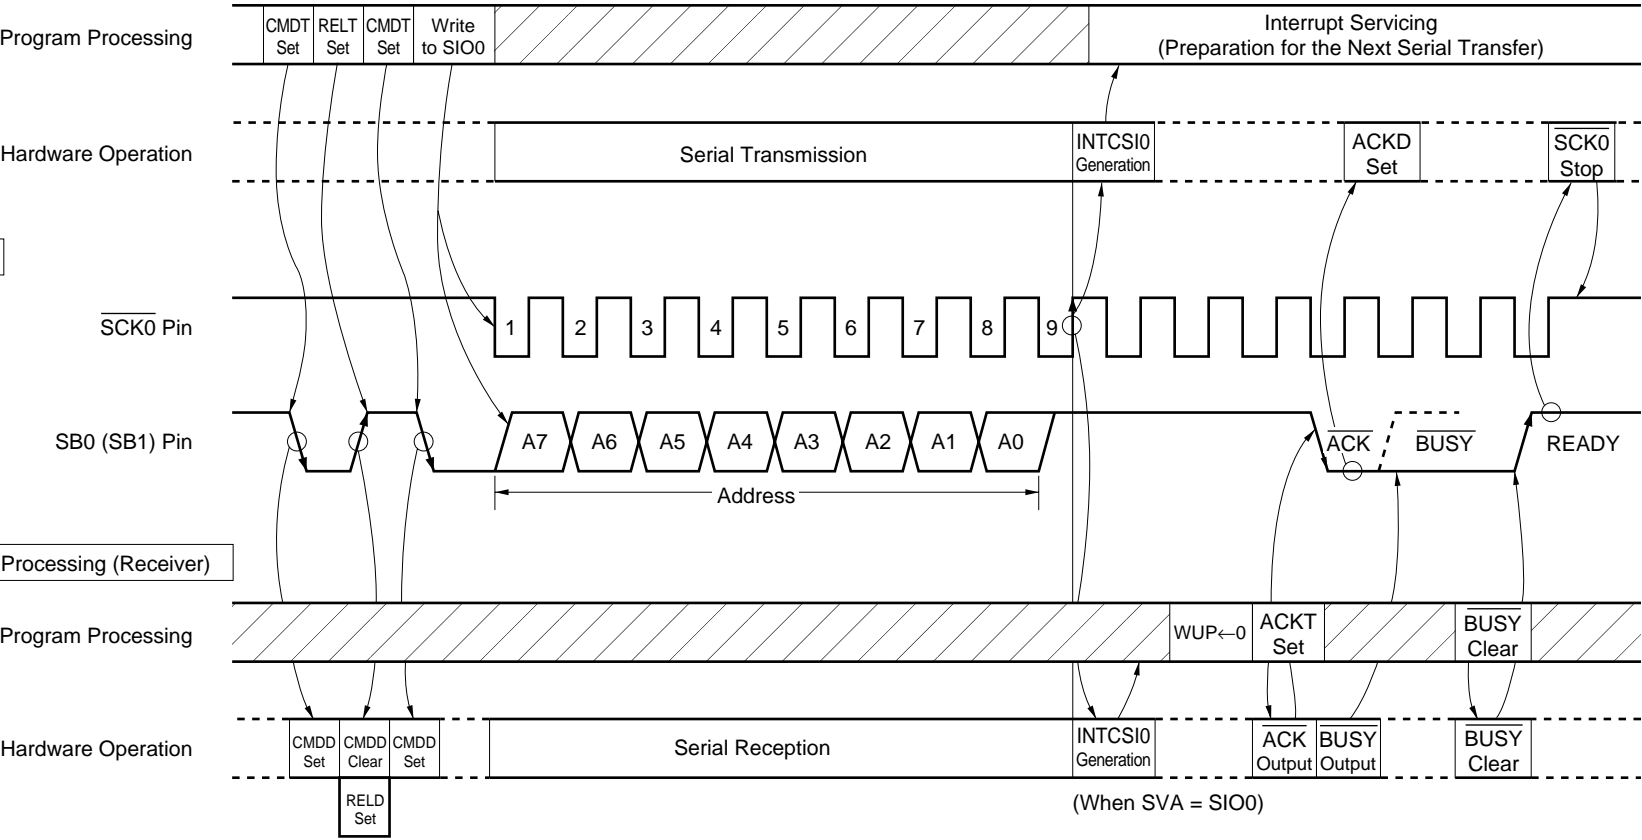 Program Processing
CMDT
Set
RELT
Set
CMDT
Set
Write
to SIO0
Interrupt Servicing
(Preparation for the Next Serial Transfer)
Hardware Operation
Serial Transmission
INTCSI0
Generation
ACKD
Set
SCK0
Stop
SCK0 Pin
1 2 3 4 5 6 7 8 9
SB0 (SB1) Pin
A7 A6 A5 A4 A3 A2 A1 A0
ACK
BUSY
READY
Address
Processing (Receiver)
Program Processing
WUP←0
ACKT
Set
BUSY
Clear
Hardware Operation
CMDD
Set
CMDD
Clear
CMDD
Set
Serial Reception
INTCSI0
Generation
ACK
Output
BUSY
Output
BUSY
Clear
RELD
Set
(When SVA = SIO0)